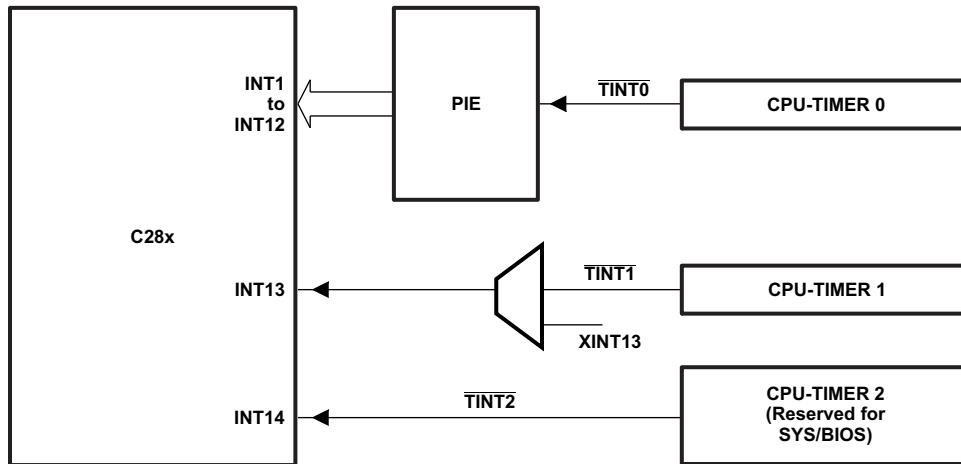 INT1
to
INT12
PIE
TINT0
CPU-TIMER 0
C28x
INT13
TINT1
CPU-TIMER 1
XINT13
INT14
TINT2
CPU-TIMER 2
(Reserved for
SYS/BIOS)